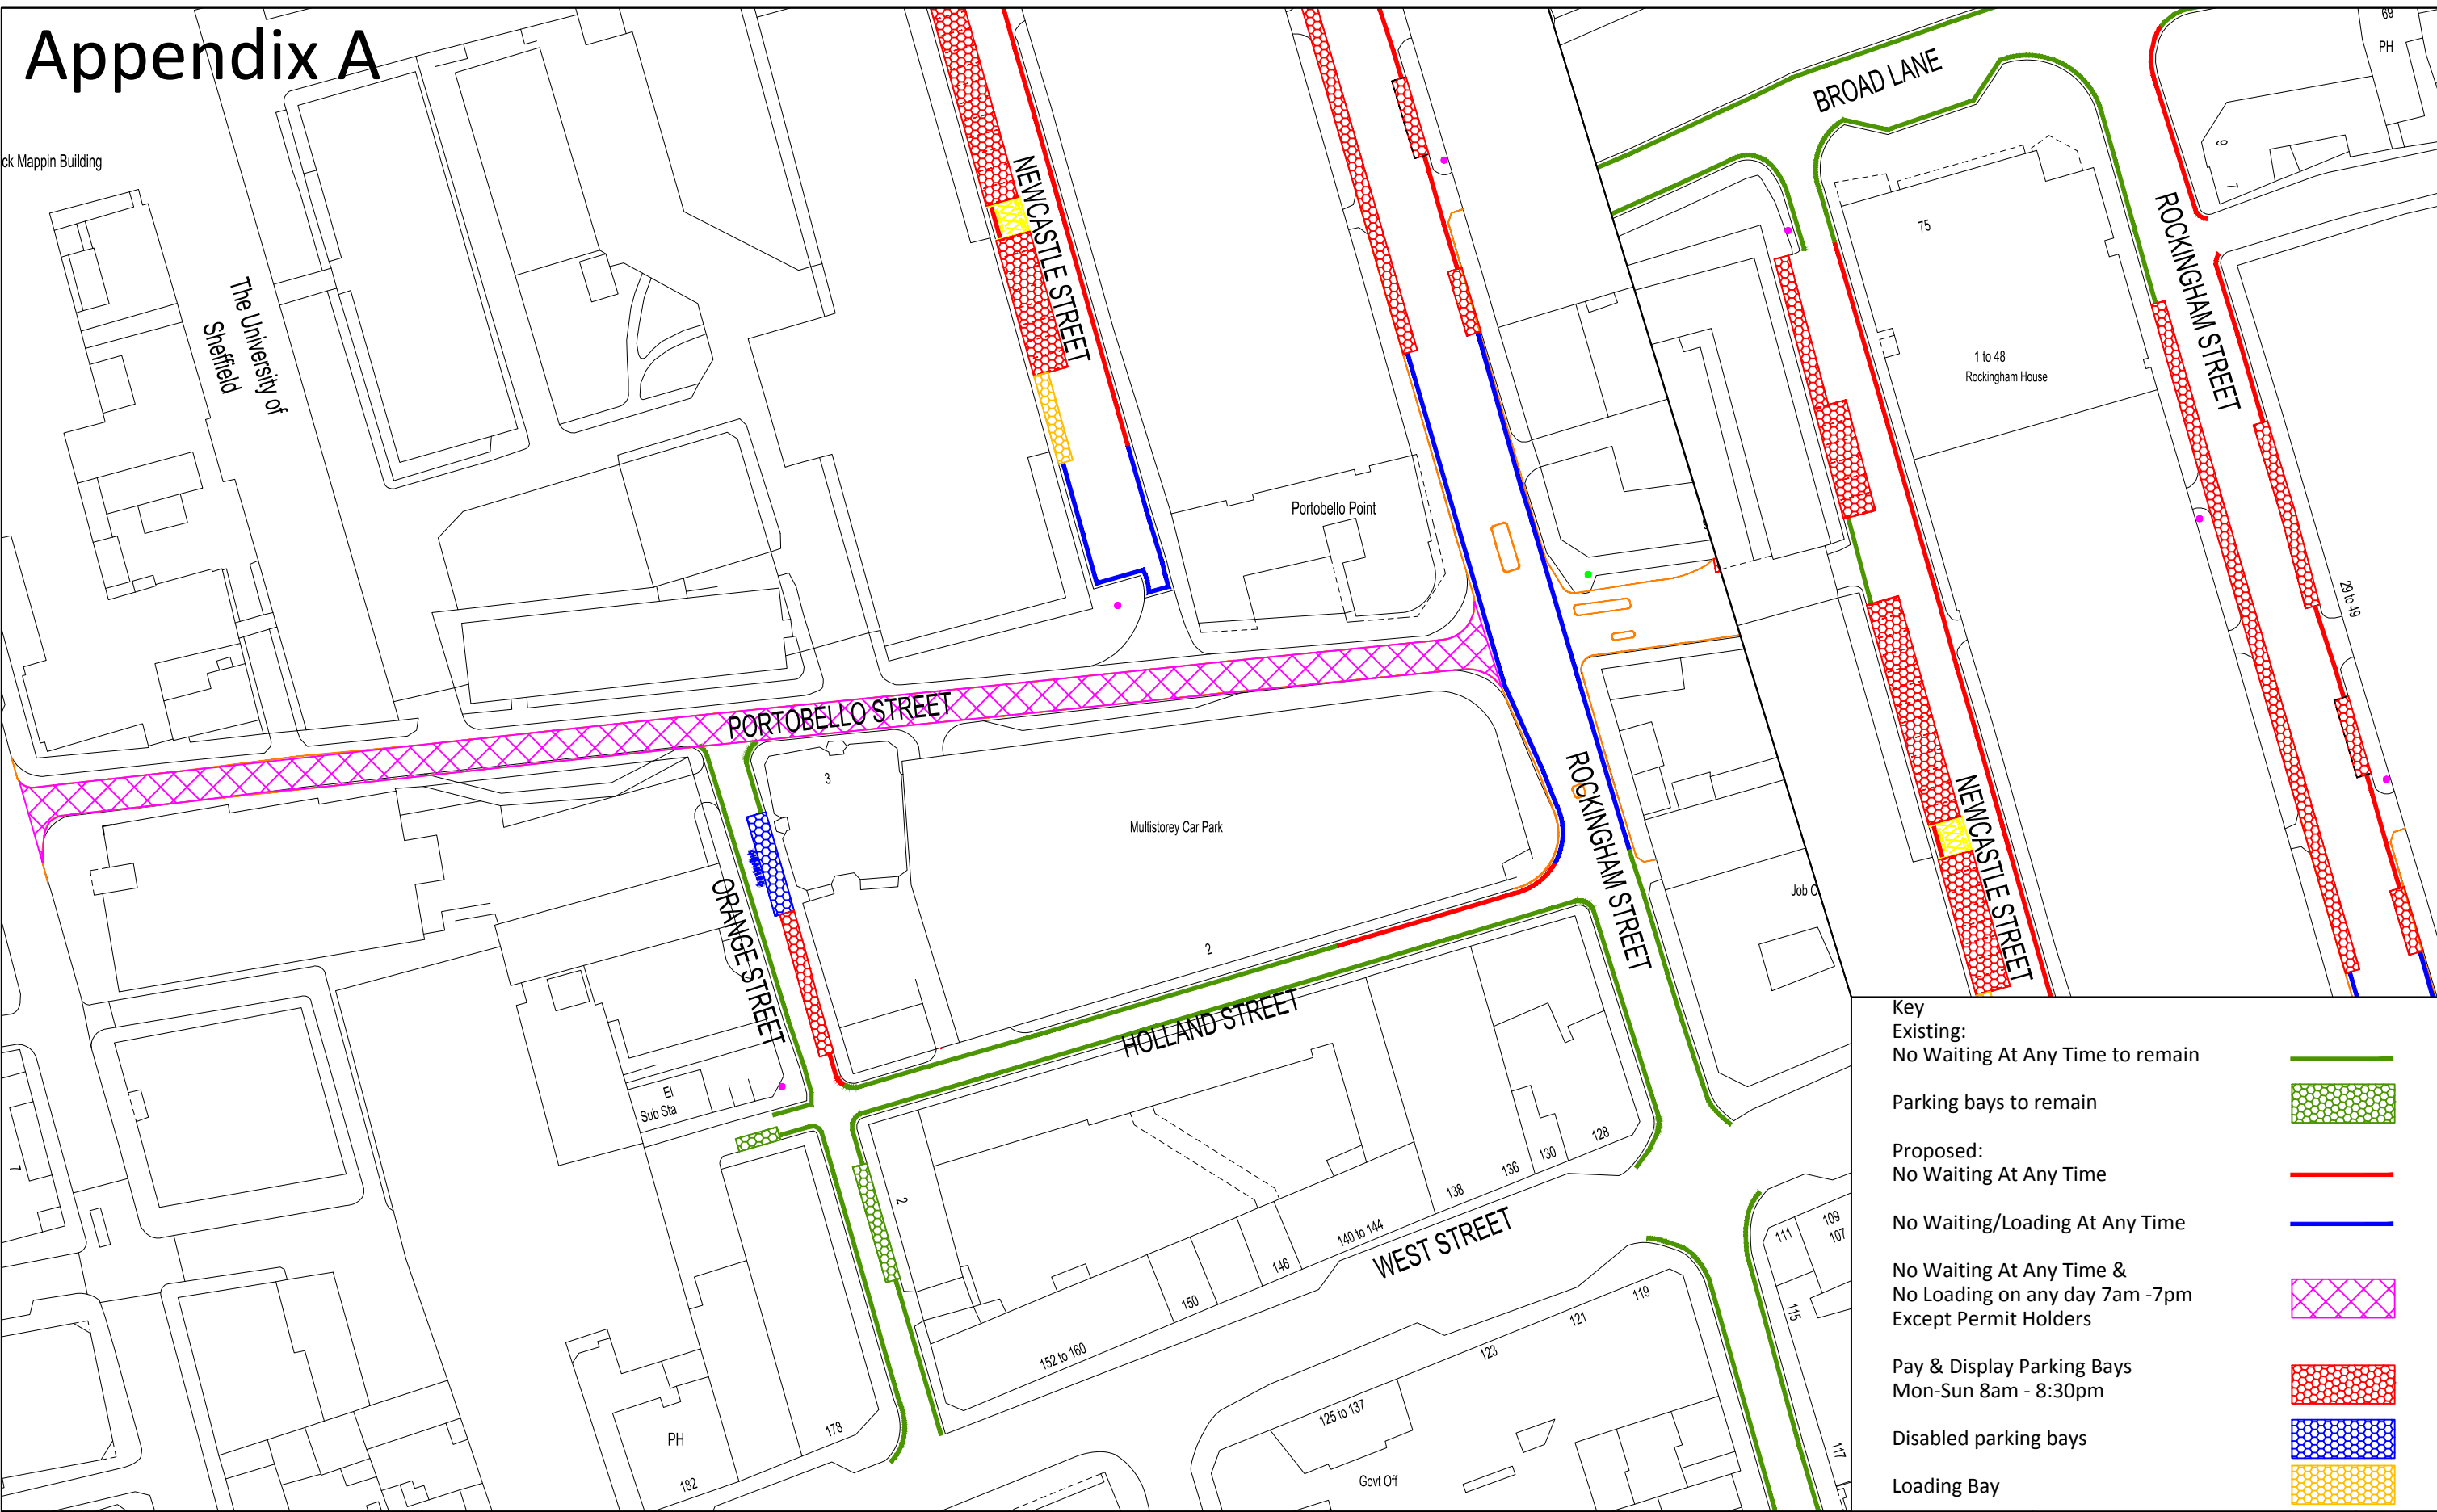 Appendix A
ck Mappin Building
The University of
Sheffield
NEWCASTLE STREET
BROAD LANE
ROCKINGHAM STREET
69
PH
9
7
75
1 to 48
Rockingham House
29 to 49
Portobello Point
PORTOBELLO STREET
3
Multistorey Car Park
2
ORANGE STREET
HOLLAND STREET
ROCKINGHAM STREET
Job C
NEWCASTLE STREET
El
Sub Sta
7
2
128
130
136
138
140 to 144
146
150
152 to 160
WEST STREET
111
109
107
115
117
119
121
123
125 to 137
Govt Off
178
PH
182
Key
Existing:
No Waiting At Any Time to remain
Parking bays to remain
Proposed:
No Waiting At Any Time
No Waiting/Loading At Any Time
No Waiting At Any Time &
No Loading on any day 7am -7pm
Except Permit Holders
Pay & Display Parking Bays
Mon-Sun 8am - 8:30pm
Disabled parking bays
Loading Bay